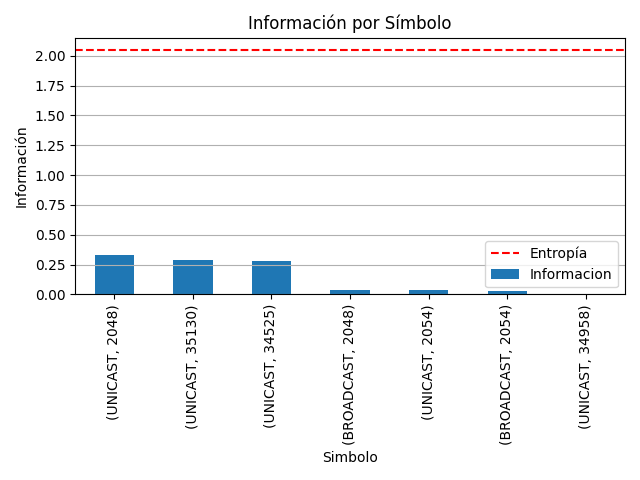 Información por Símbolo
Información
2.00
1.75
1.50
1.25
1.00
0.75
0.50
0.25
0.00
Entropía
Informacion
(UNICAST, 2048)
(UNICAST, 35130)
(UNICAST, 34525)
(BROADCAST, 2048)
(UNICAST, 2054)
(BROADCAST, 2054)
(UNICAST, 34958)
Simbolo